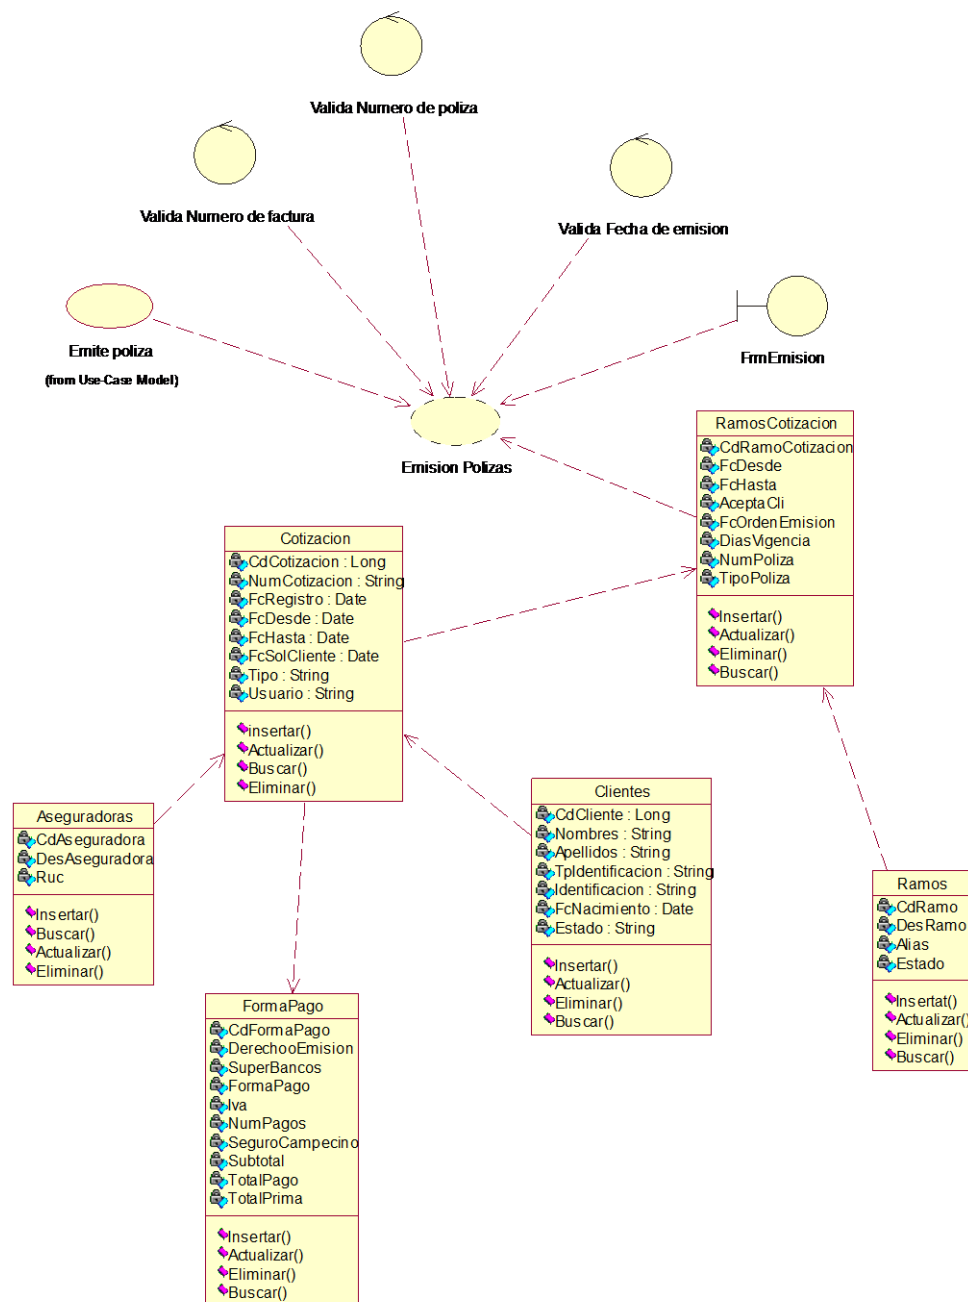 Valida Numero de poliza
Valida Numero de factura
Valida Fecha de emision
Emite poliza
(from Use-Case Model)
FrmEmision
Emision Polizas
RamosCotizacion
CdRamoCotizacion
FcDesde
FcHasta
AceptaCli
FcOrdenEmision
DiasVigencia
NumPoliza
TipoPoliza
Insertar()
Actualizar()
Eliminar()
Buscar()
Cotizacion
CdCotizacion : Long
NumCotizacion : String
FcRegistro : Date
FcDesde : Date
FcHasta : Date
FcSolCliente : Date
Tipo : String
Usuario : String
insertar()
Actualizar()
Buscar()
Eliminar()
Clientes
CdCliente : Long
Nombres : String
Apellidos : String
TpIdentificacion : String
Identificacion : String
FcNacimiento : Date
Estado : String
Insertar()
Actualizar()
Eliminar()
Buscar()
Aseguradoras
CdAseguradora
DesAseguradora
Ruc
Insertar()
Buscar()
Actualizar()
Eliminar()
Ramos
CdRamo
DesRamo
Alias
Estado
Insertat()
Actualizar()
Eliminar()
Buscar()
FormaPago
CdFormaPago
DerechooEmision
SuperBancos
FormaPago
Iva
NumPagos
SeguroCampecino
Subtotal
TotalPago
TotalPrima
Insertar()
Actualizar()
Eliminar()
Buscar()